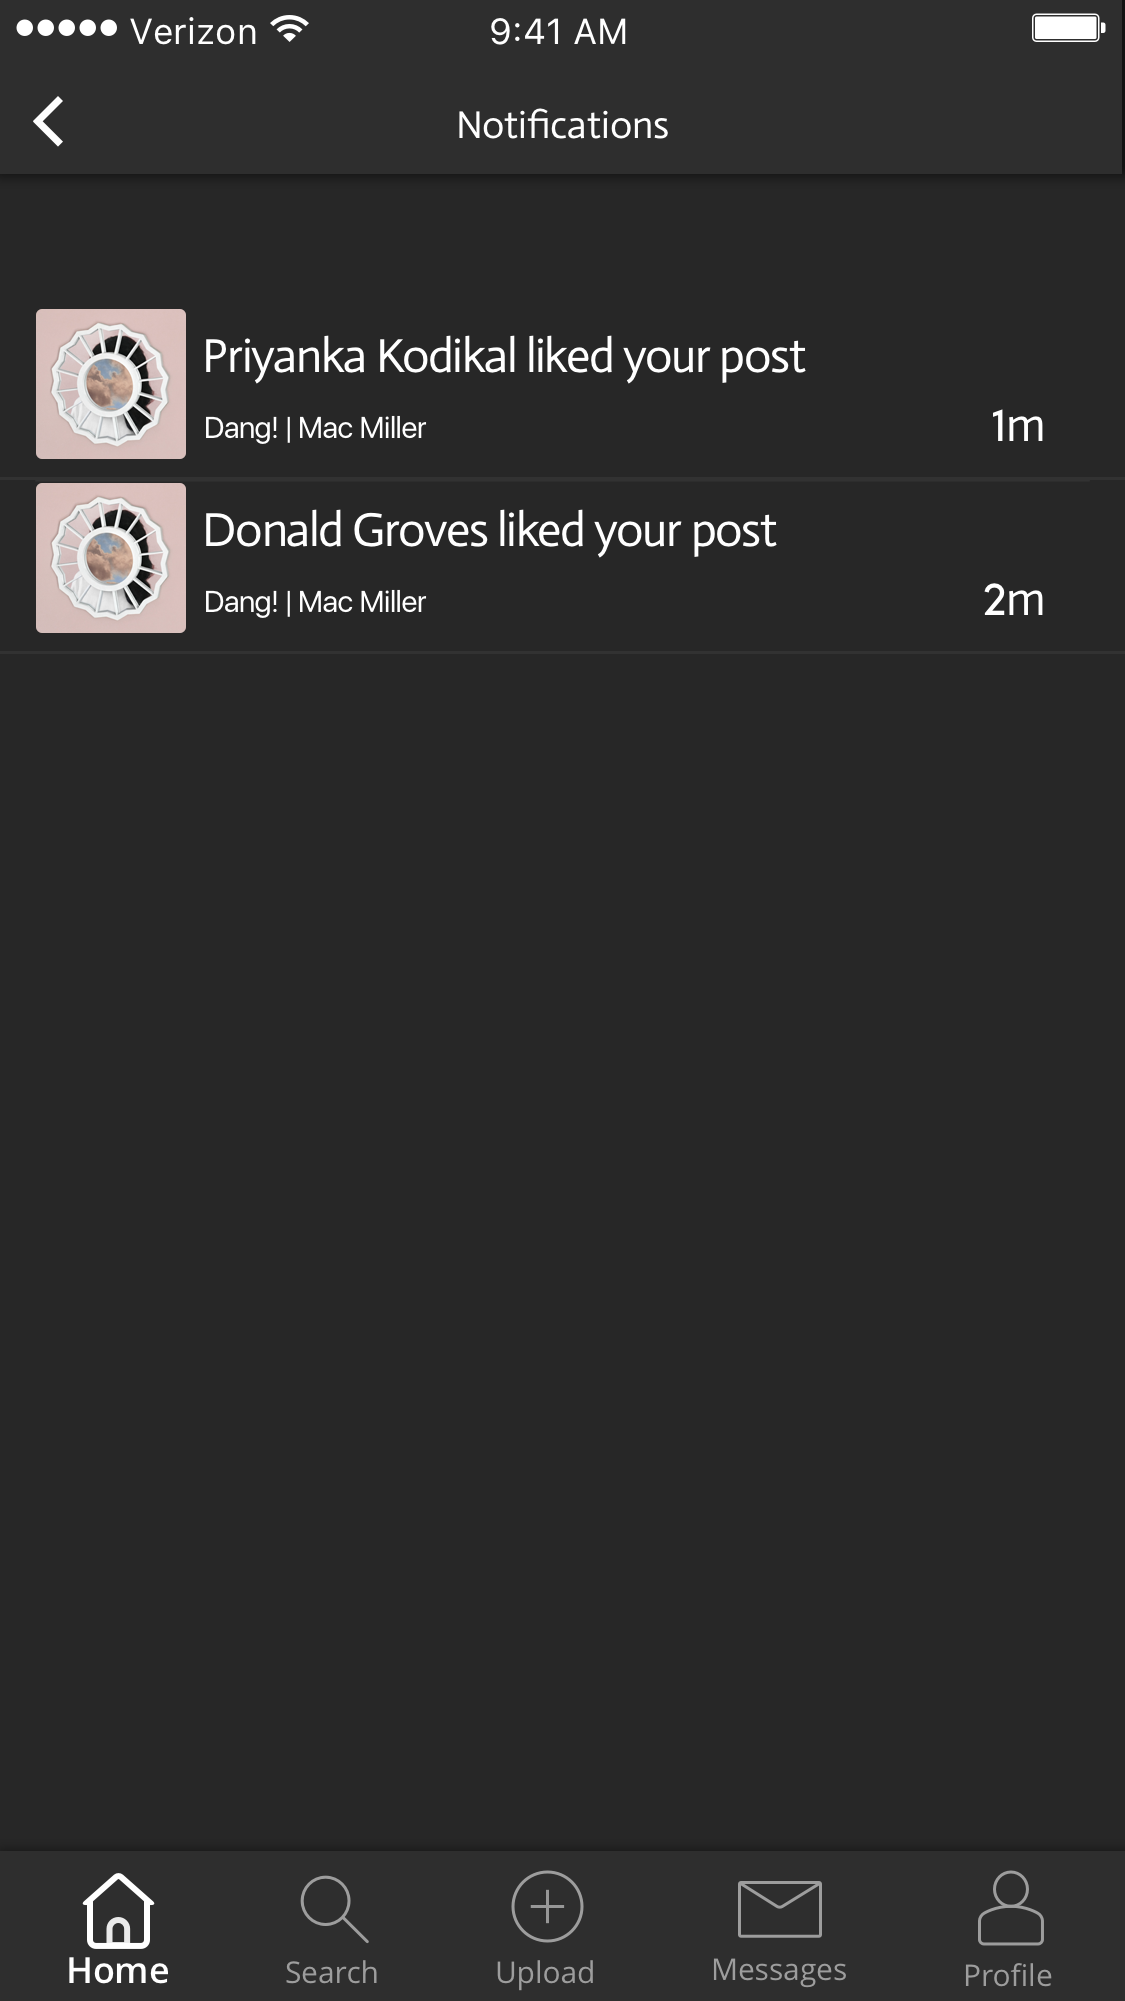 Verizon 9:41 AM
Notifications
Priyanka Kodikal liked your post
Dang! | Mac Miller 1m
Donald Groves liked your post
Dang! | Mac Miller 2m
Home Search Upload Messages Profile